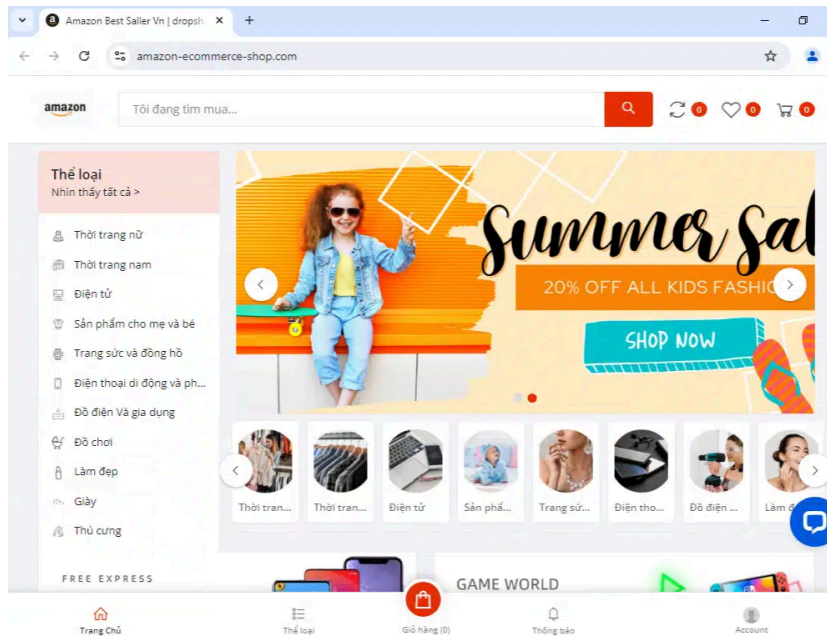 Amazon Best Saller Vn | dropsh
amazon-ecommerce-shop.com
amazon
Tôi đang tìm mua...
0
0
0
Thể loại
Nhìn thấy tất cả >
Thời trang nữ
Thời trang nam
Điện tử
Sản phẩm cho mẹ và bé
Trang sức và đồng hồ
Điện thoại di động và ph...
Đồ điện Và gia dụng
Đồ chơi
Làm đẹp
Giày
Thú cưng
FREE EXPRESS
Summer Sal
20% OFF ALL KIDS FASHIO
SHOP NOW
Thời tran...
Thời tran...
Điện tử
Sản phẩ...
Trang sứ...
Điện tho...
Đồ điện ...
Làm đ
GAME WORLD
Trang Chủ
Thể loại
Giỏ hàng (0)
Thông báo
Account